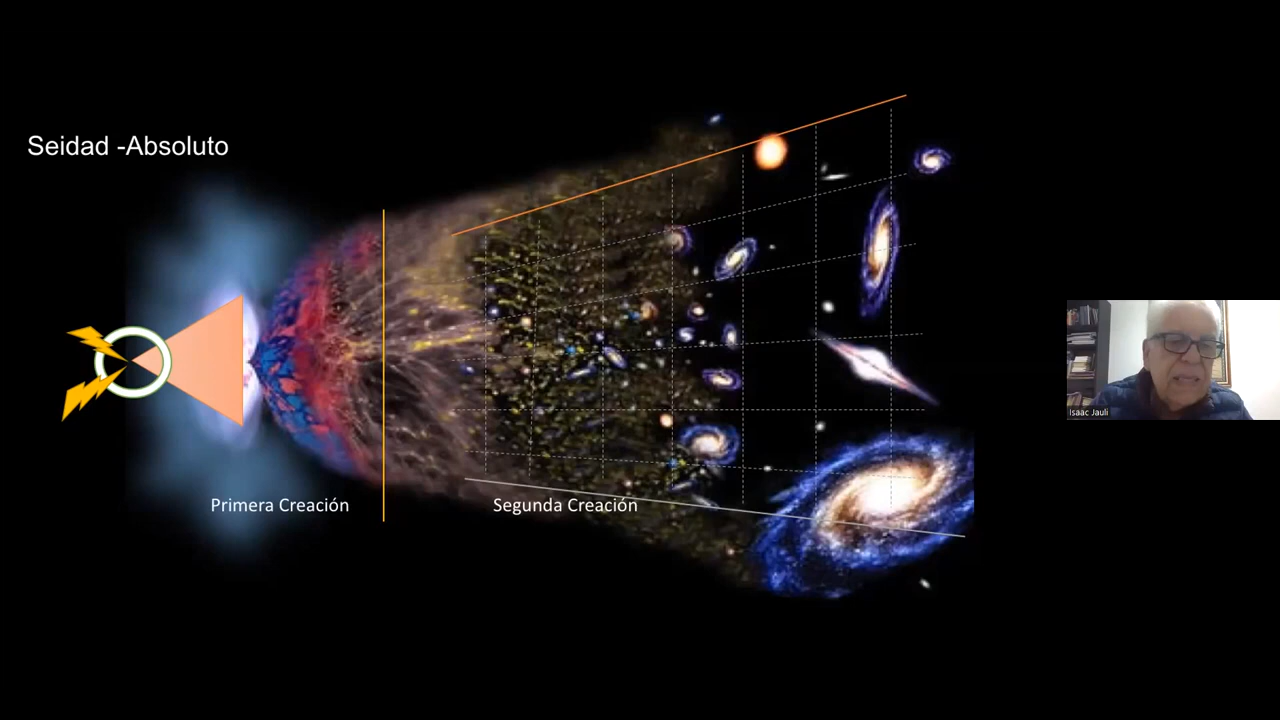 Seidad -Absoluto
Primera Creación
Segunda Creación
Isaac Jauli